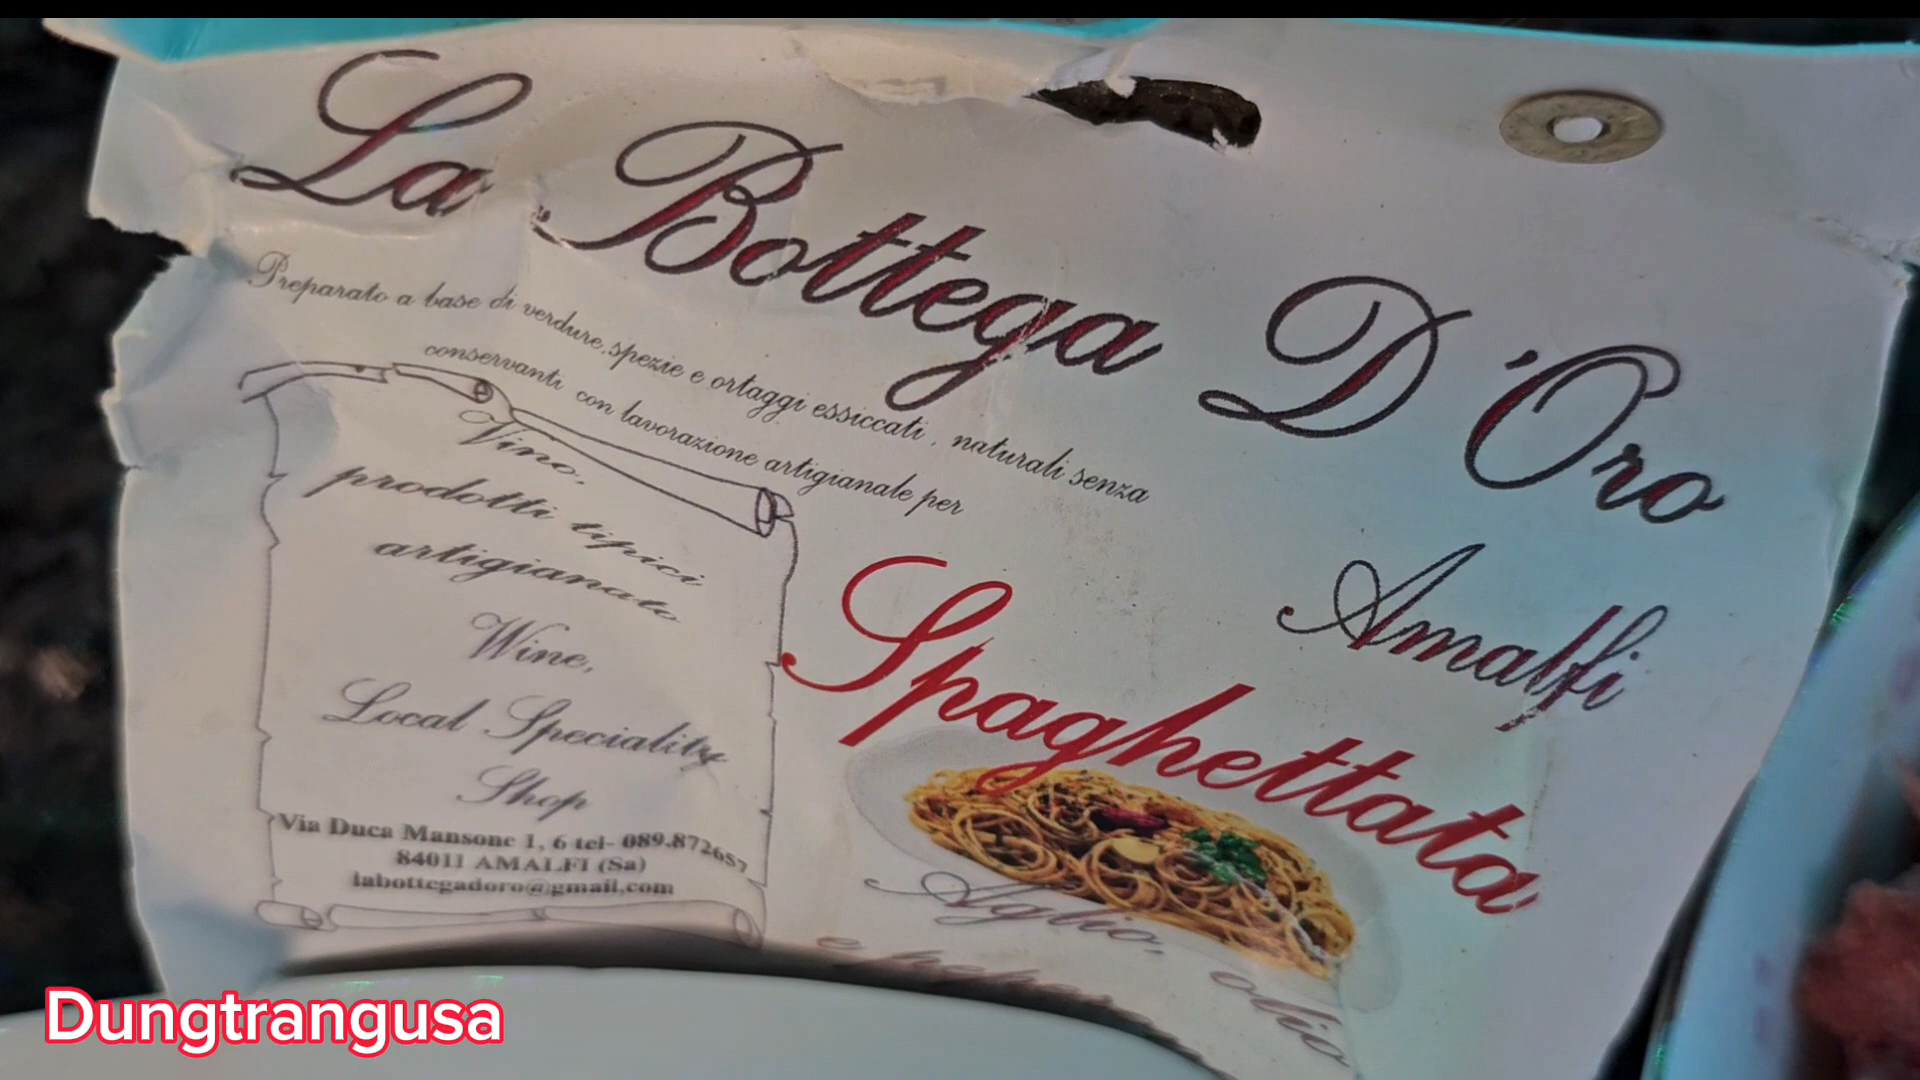 La Bottega D'Oro
Amalfi
Preparato a base di verdure, spezie e ortaggi essiccati, naturali senza
conservanti con lavorazione artigianale per
Spaghettata
Aglio, olio
e
Vino,
prodotti tipici
artigianato
Wine,
Local Speciality
Shop
Via Duca Mansone 1, 6 tel- 089.872657
84011 AMALFI (Sa)
labottegadoro@gmail.com
Dungtrangusa